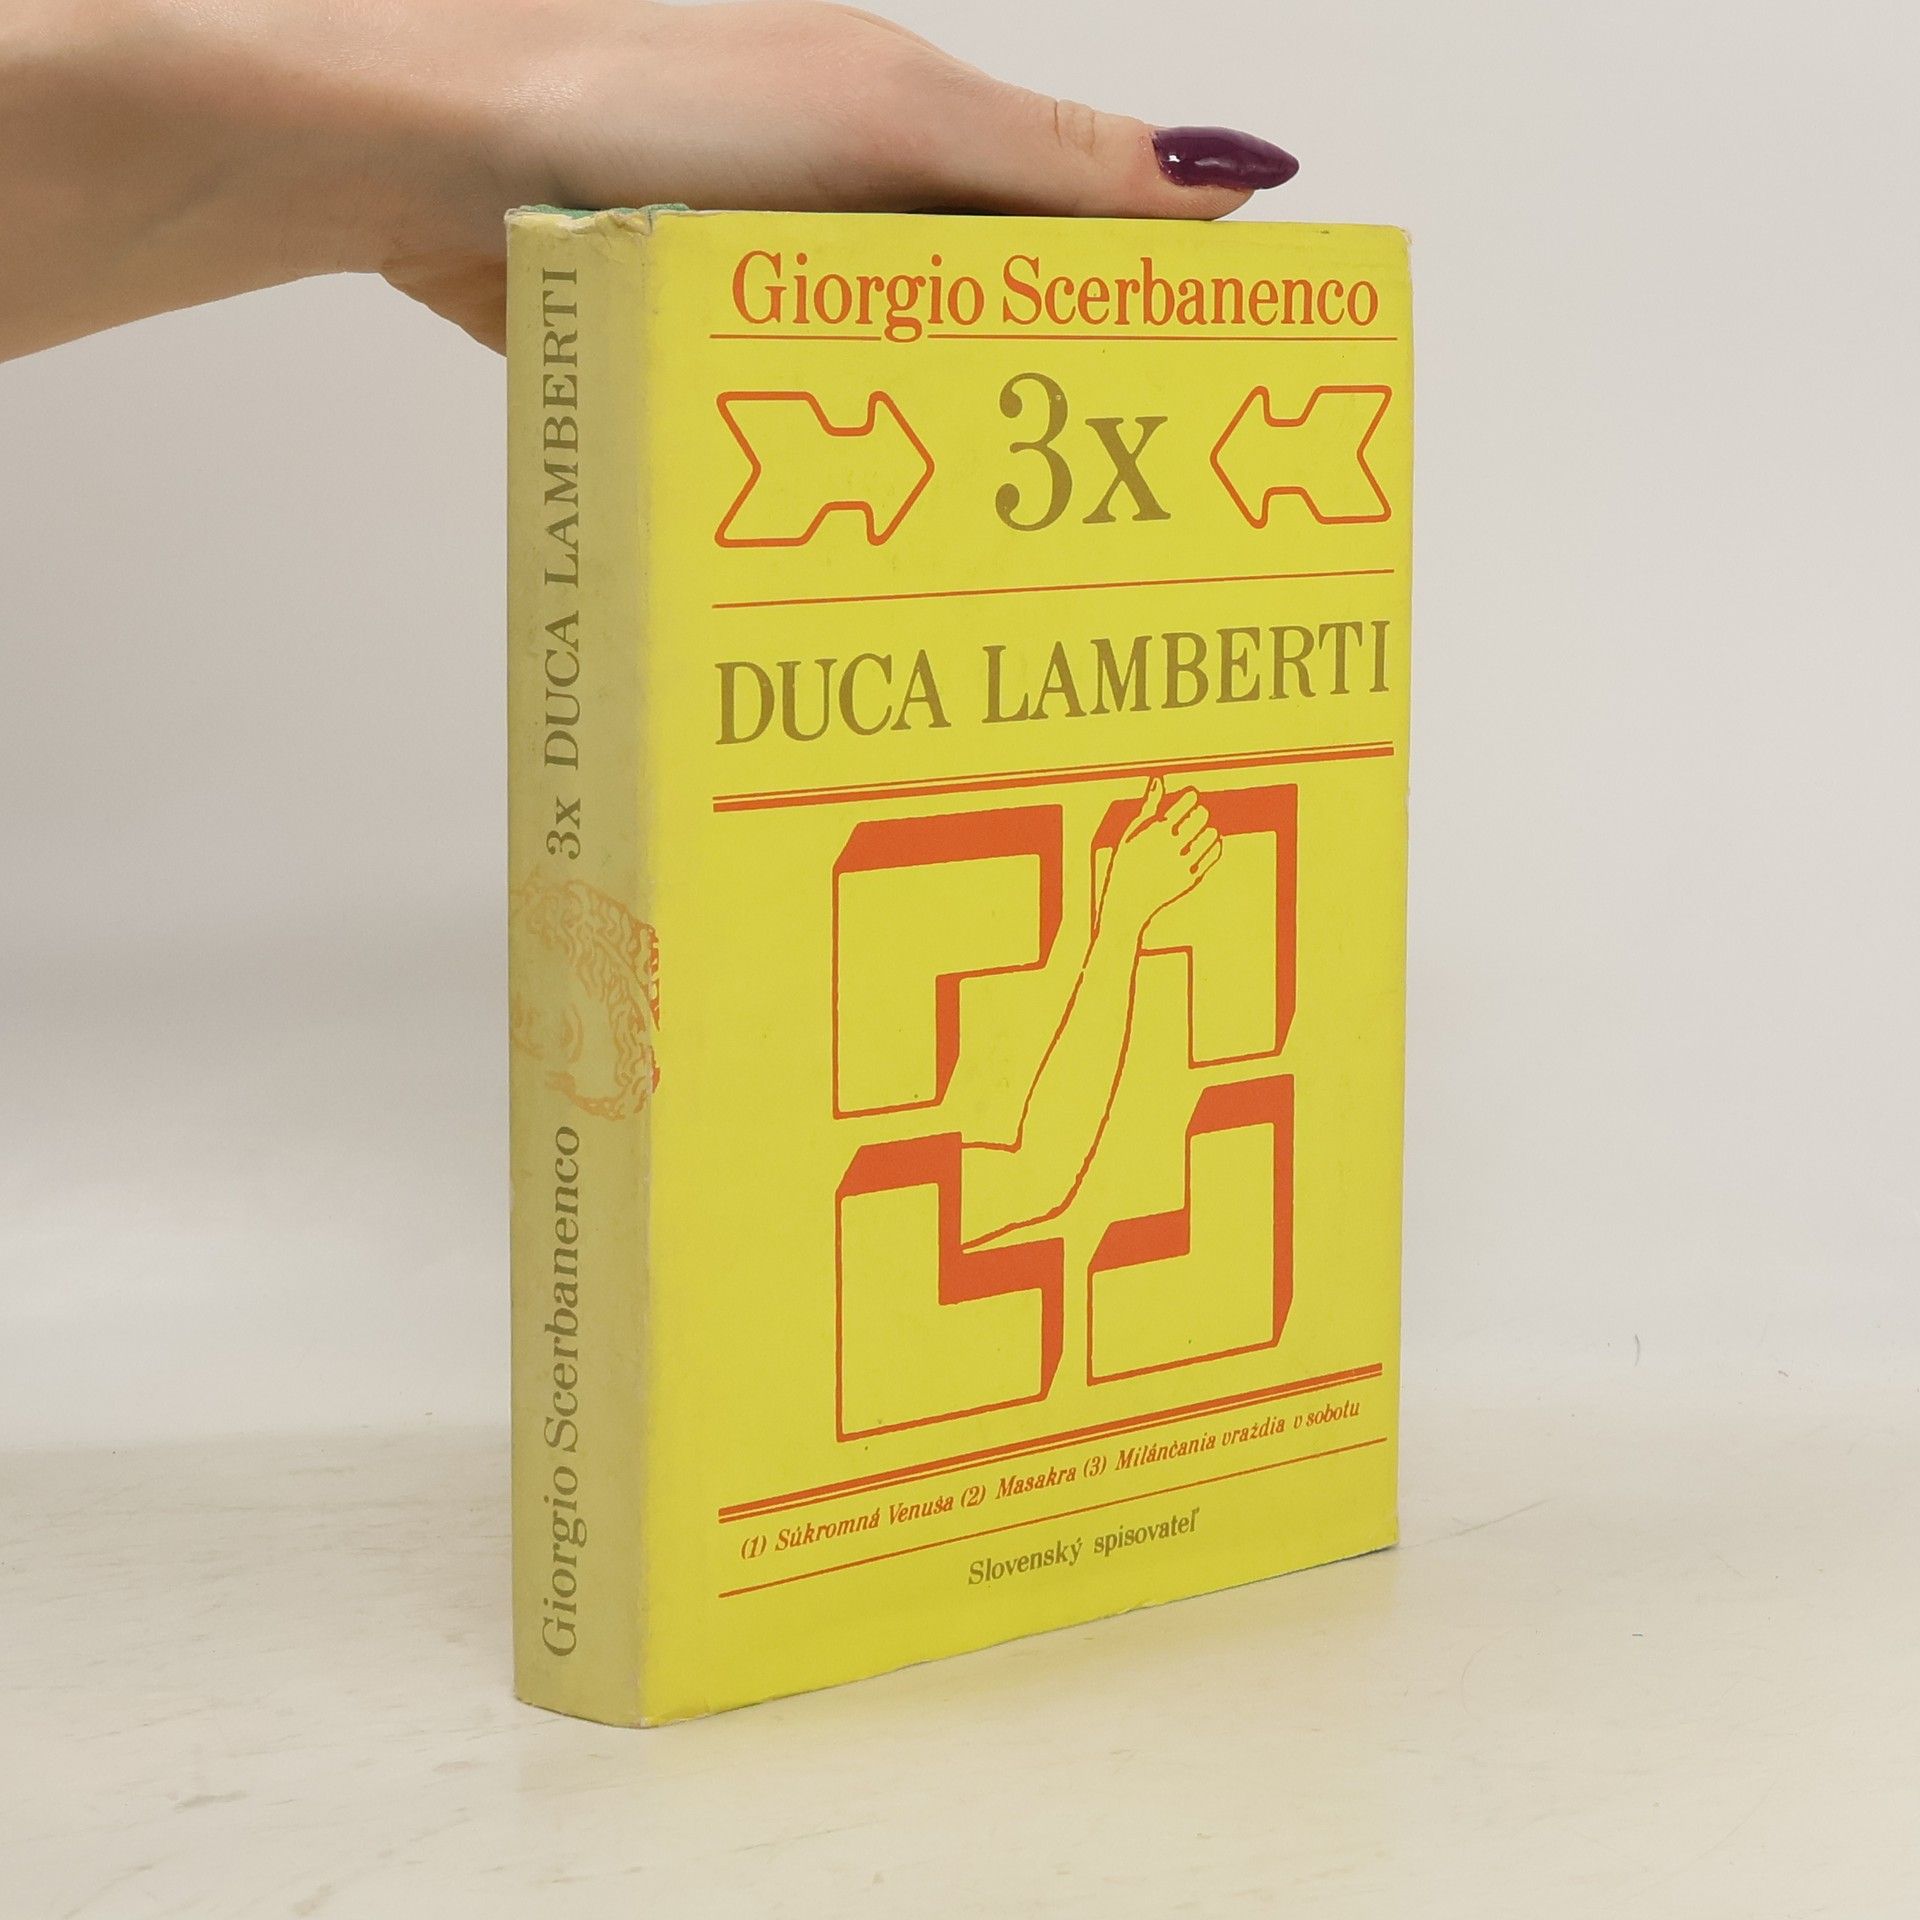 Giorgio Scerbanenco
3x
DUCA LAMBERTI
(1) Súkromná Venuša (2) Masakra (3) Milánčania vraždia v sobotu
Slovenský spisovateľ
Giorgio Scerbanenco 3x DUCA LAMBERTI